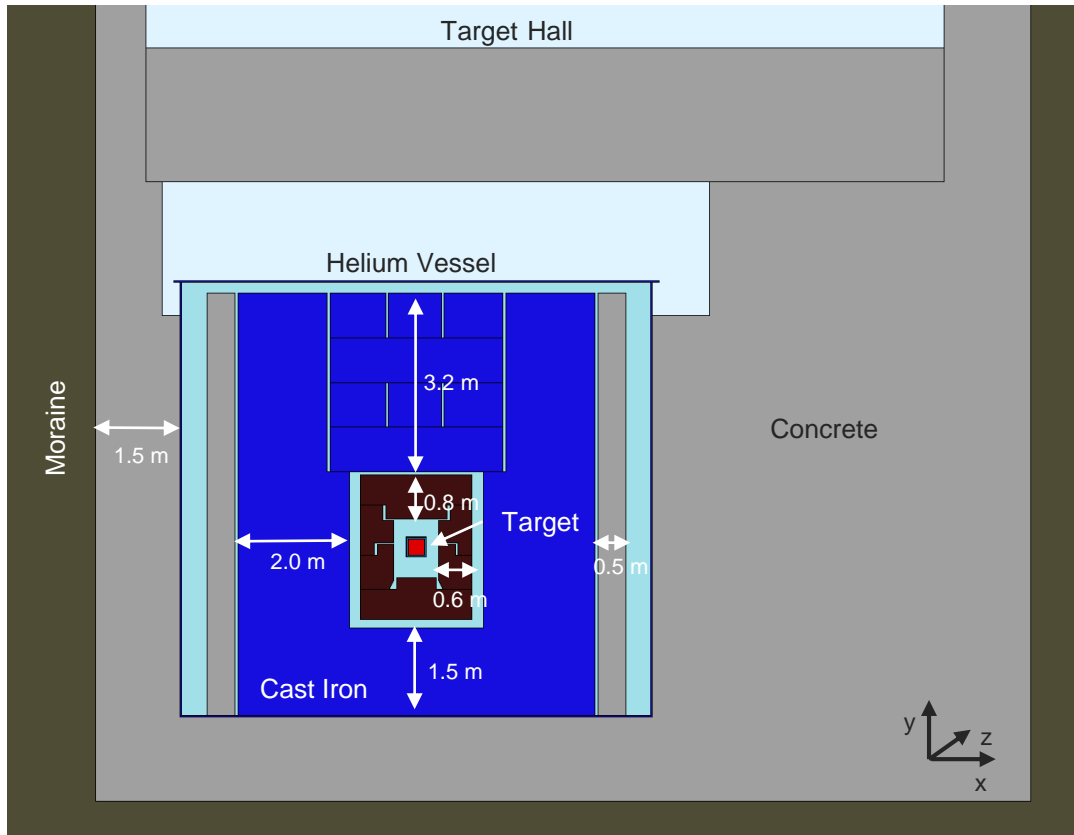 Target Hall
Helium Vessel
3.2 m
Moraine
1.5 m
Concrete
0.8 m
Target
2.0 m
0.5 m
0.6 m
1.5 m
Cast Iron
y
z
x